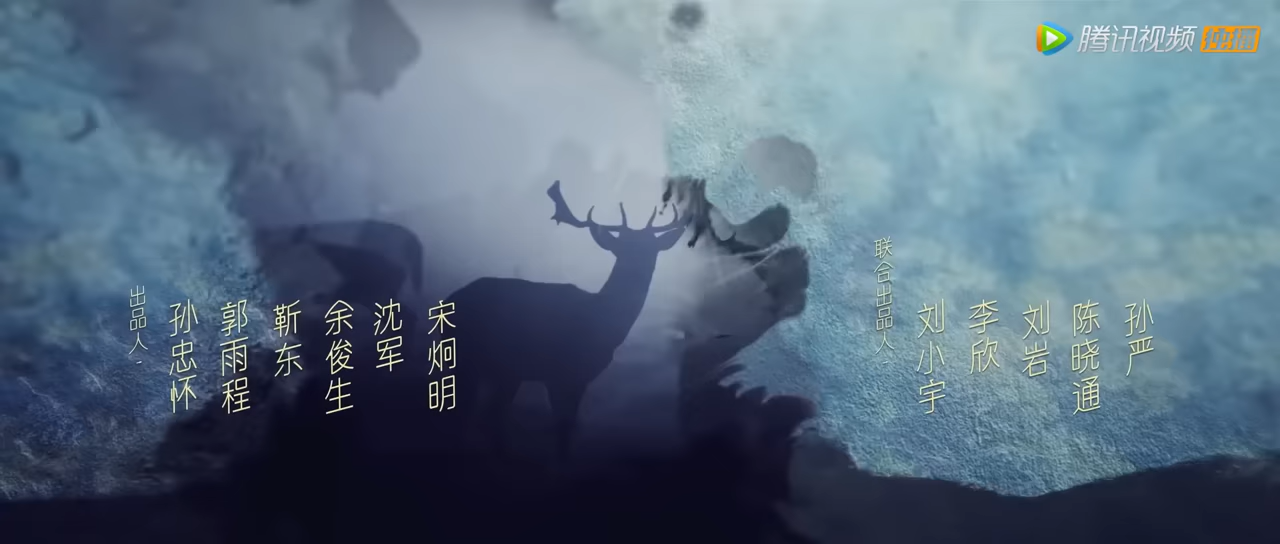 腾讯视频 独播
出品人
孙忠怀
郭雨程
靳东
余俊生
沈军
宋炯明
联合出品人
刘小宇
李欣
刘岩
陈晓通
孙严